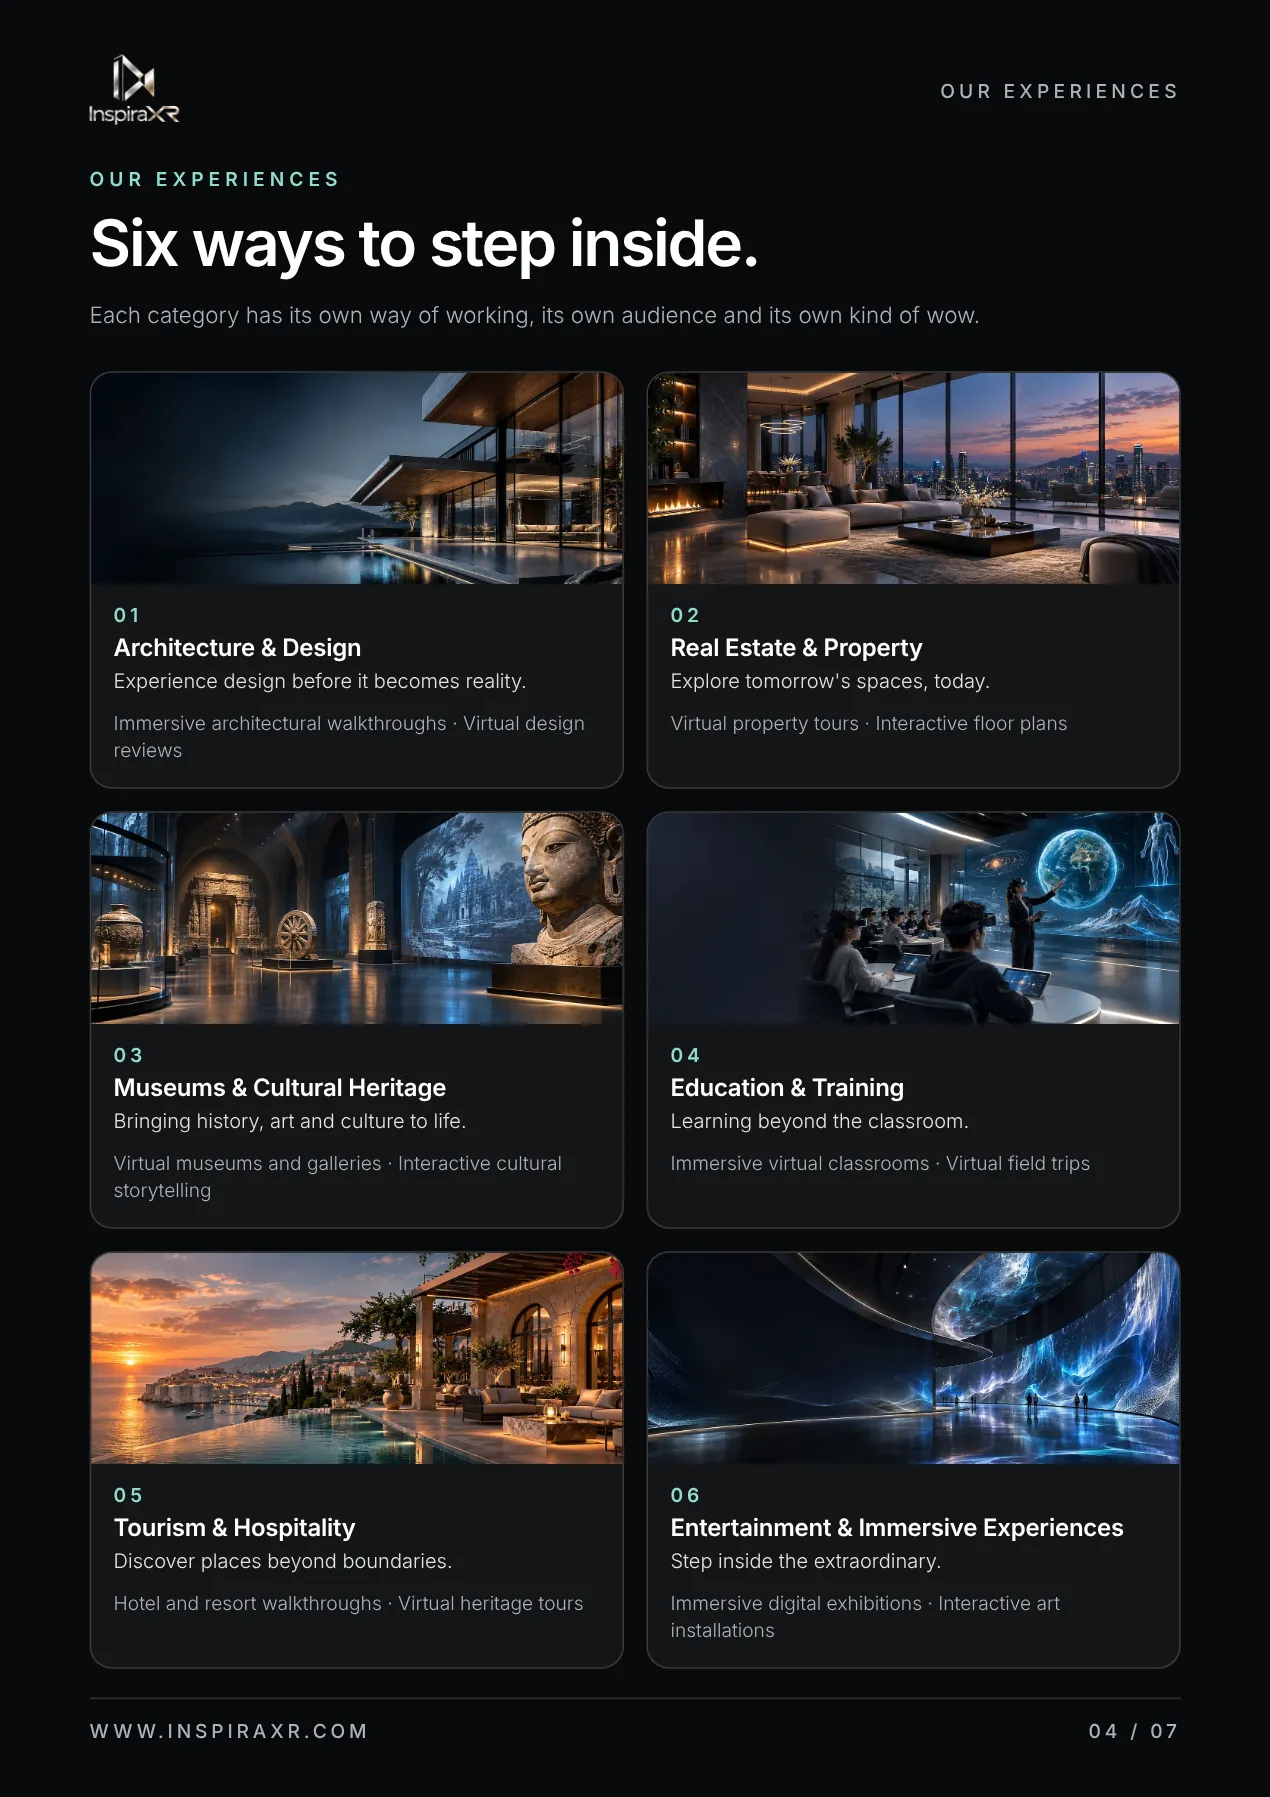 InspiraXR
OUR EXPERIENCES
OUR EXPERIENCES
Six ways to step inside.
Each category has its own way of working, its own audience and its own kind of wow.
01
Architecture & Design
Experience design before it becomes reality.
Immersive architectural walkthroughs · Virtual design
reviews
02
Real Estate & Property
Explore tomorrow's spaces, today.
Virtual property tours · Interactive floor plans
03
Museums & Cultural Heritage
Bringing history, art and culture to life.
Virtual museums and galleries · Interactive cultural
storytelling
04
Education & Training
Learning beyond the classroom.
Immersive virtual classrooms · Virtual field trips
05
Tourism & Hospitality
Discover places beyond boundaries.
Hotel and resort walkthroughs · Virtual heritage tours
06
Entertainment & Immersive Experiences
Step inside the extraordinary.
Immersive digital exhibitions · Interactive art
installations
WWW.INSPIRAXR.COM
04 / 07